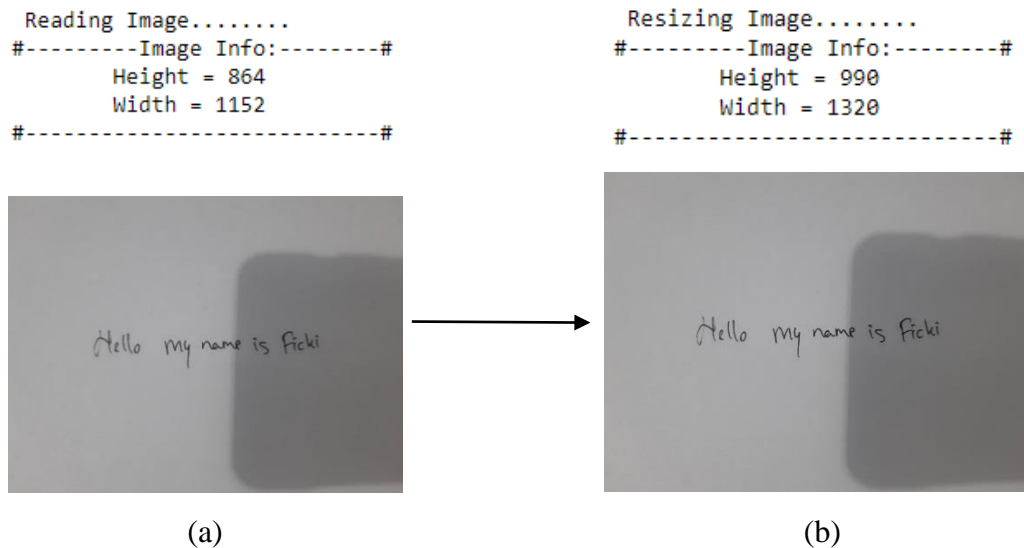 Reading Image........
#---------Image Info:--------#
Height = 864
Width = 1152
#----------------------------#
Hello my name is Ficki
(a)
Resizing Image........
#---------Image Info:--------#
Height = 990
Width = 1320
#-----------------------------#
Hello my name is Ficki
(b)